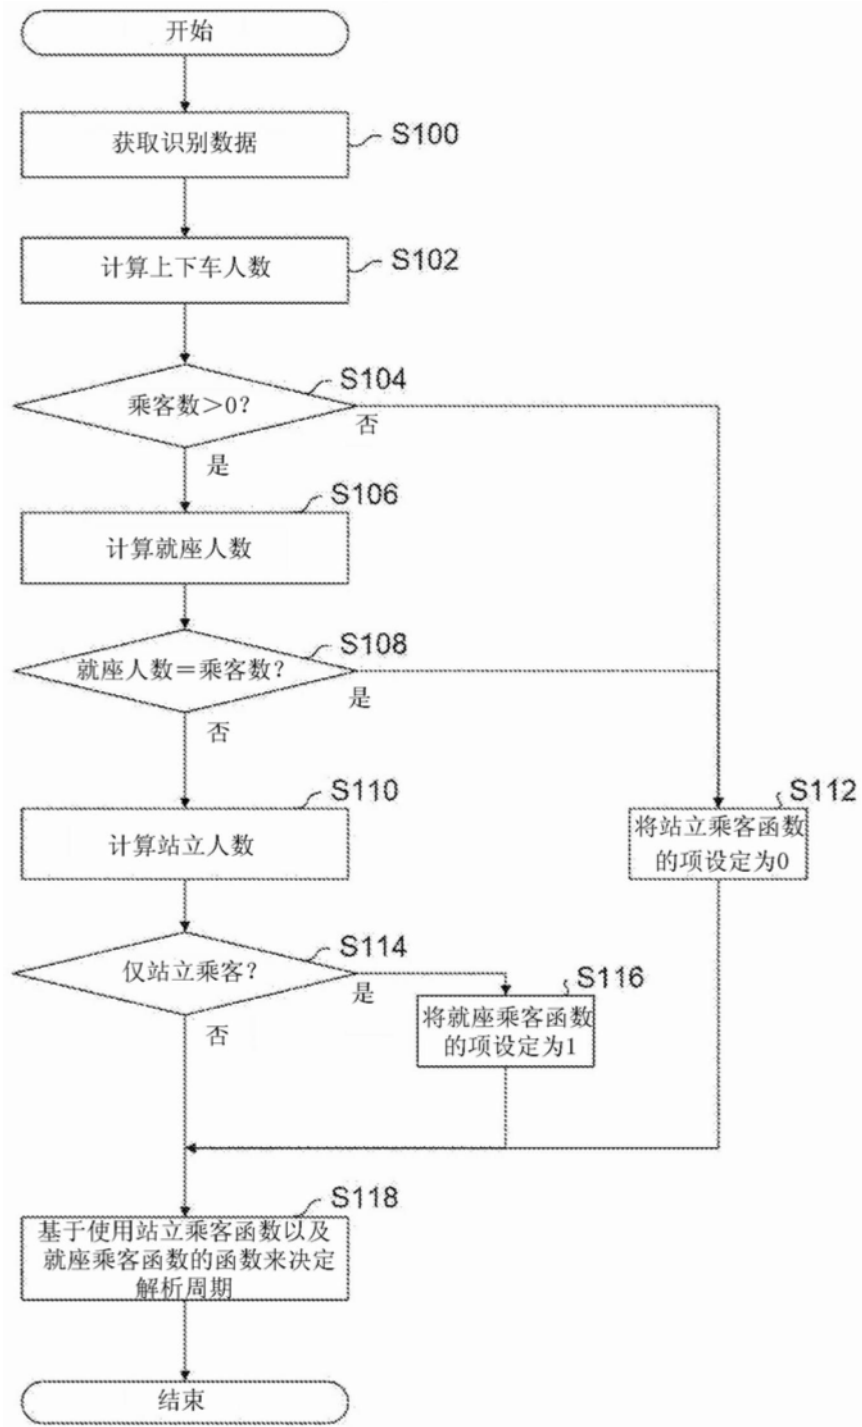 开始
获取识别数据
S100
计算上下车人数
S102
乘客数＞0？
S104
否
是
计算就座人数
S106
就座人数＝乘客数？
S108
是
否
计算站立人数
S110
将站立乘客函数
的项设定为0
S112
仅站立乘客？
S114
是
否
将就座乘客函数
的项设定为1
S116
基于使用站立乘客函数以及
就座乘客函数的函数来决定
解析周期
S118
结束